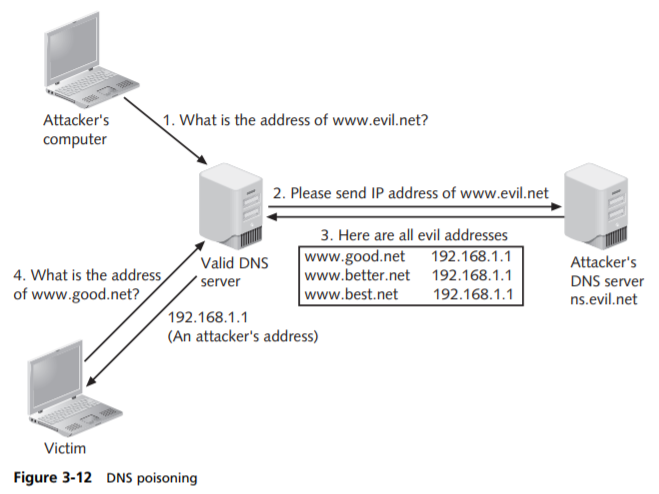 Attacker's
computer
1. What is the address of www.evil.net?
2. Please send IP address of www.evil.net
3. Here are all evil addresses
www.good.net 192.168.1.1
www.better.net 192.168.1.1
www.best.net 192.168.1.1
Valid DNS
server
Attacker's
DNS server
ns.evil.net
4. What is the address
of www.good.net?
192.168.1.1
(An attacker's address)
Victim
Figure 3-12 DNS poisoning